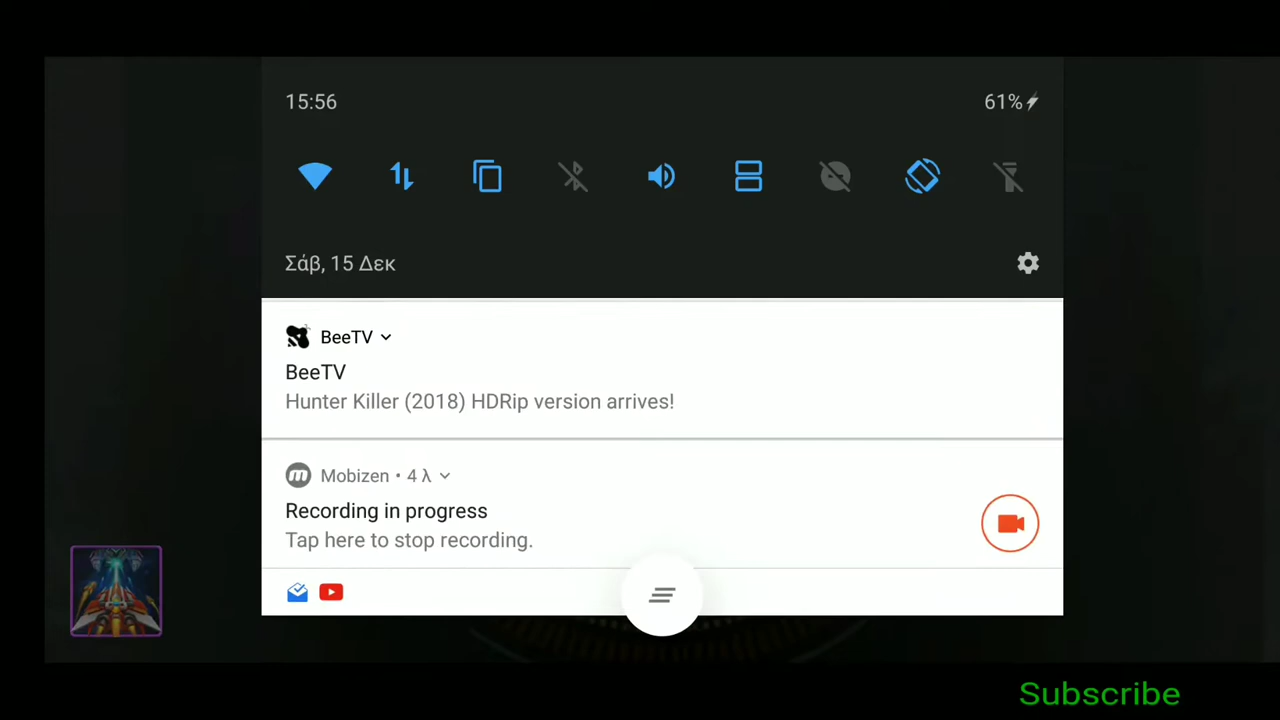 15:56
61%
Σάβ, 15 Δεκ
BeeTV
BeeTV
Hunter Killer (2018) HDRip version arrives!
Mobizen • 4 λ
Recording in progress
Tap here to stop recording.
Subscribe